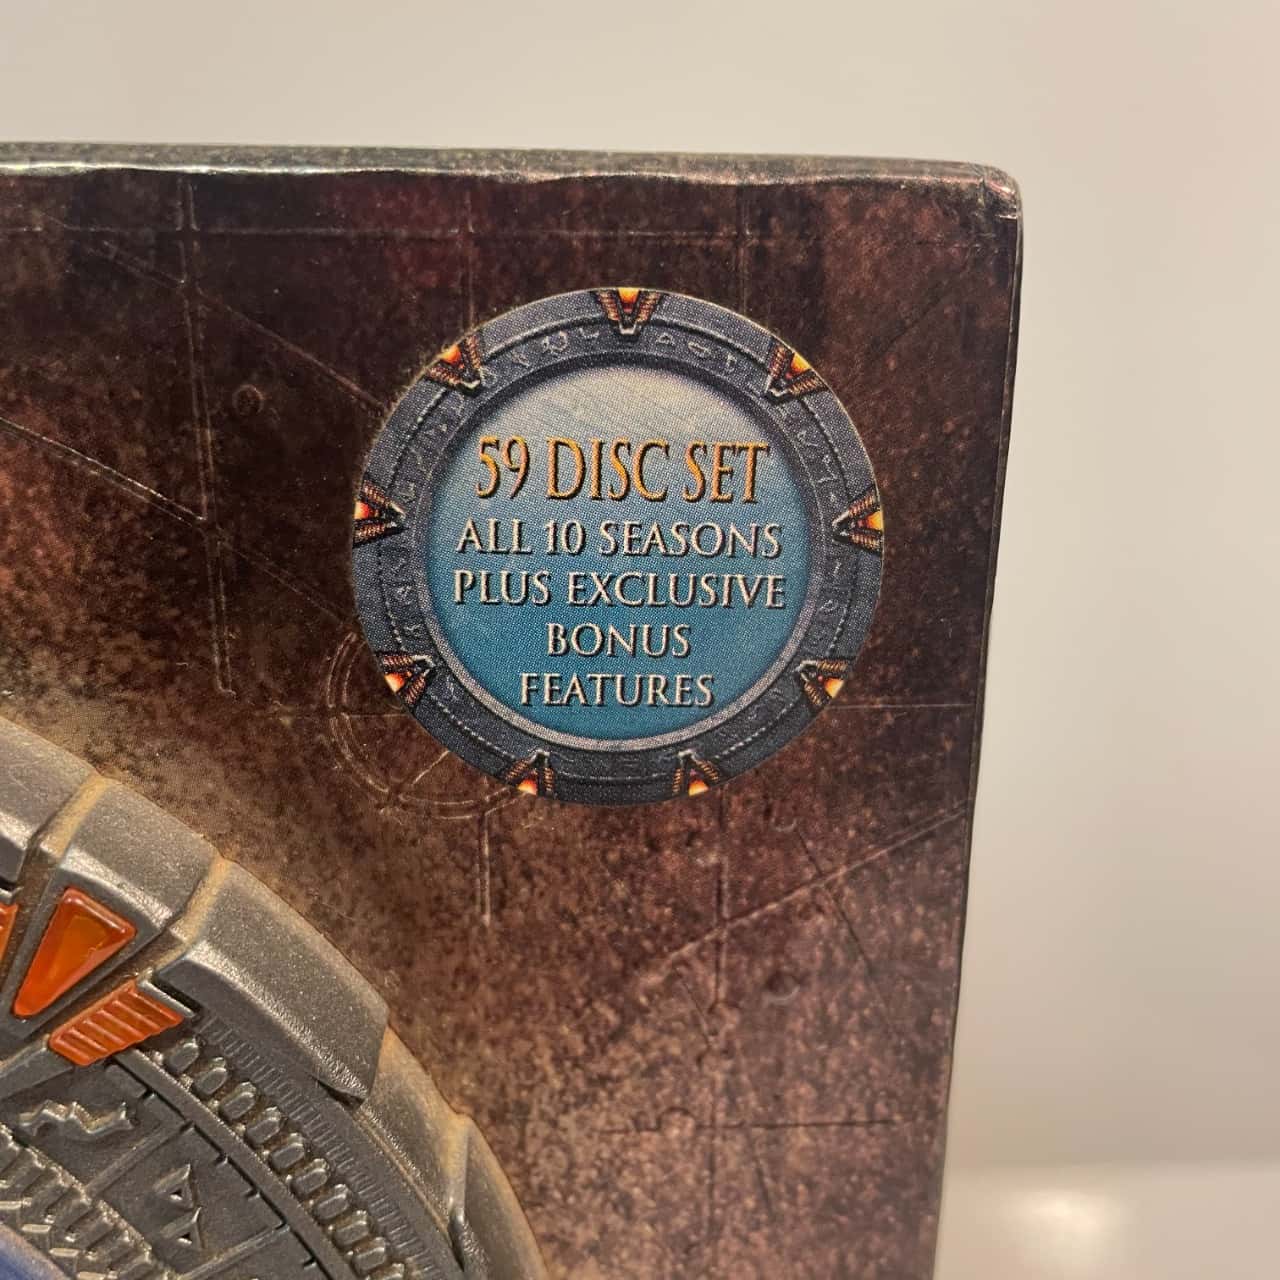 59 DISC SET
ALL 10 SEASONS
PLUS EXCLUSIVE
BONUS
FEATURES